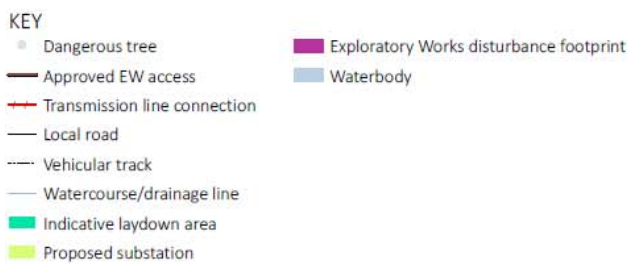 KEY
Dangerous tree
Approved EW access
Transmission line connection
Local road
Vehicular track
Watercourse/drainage line
Indicative laydown area
Proposed substation
Exploratory Works disturbance footprint
Waterbody